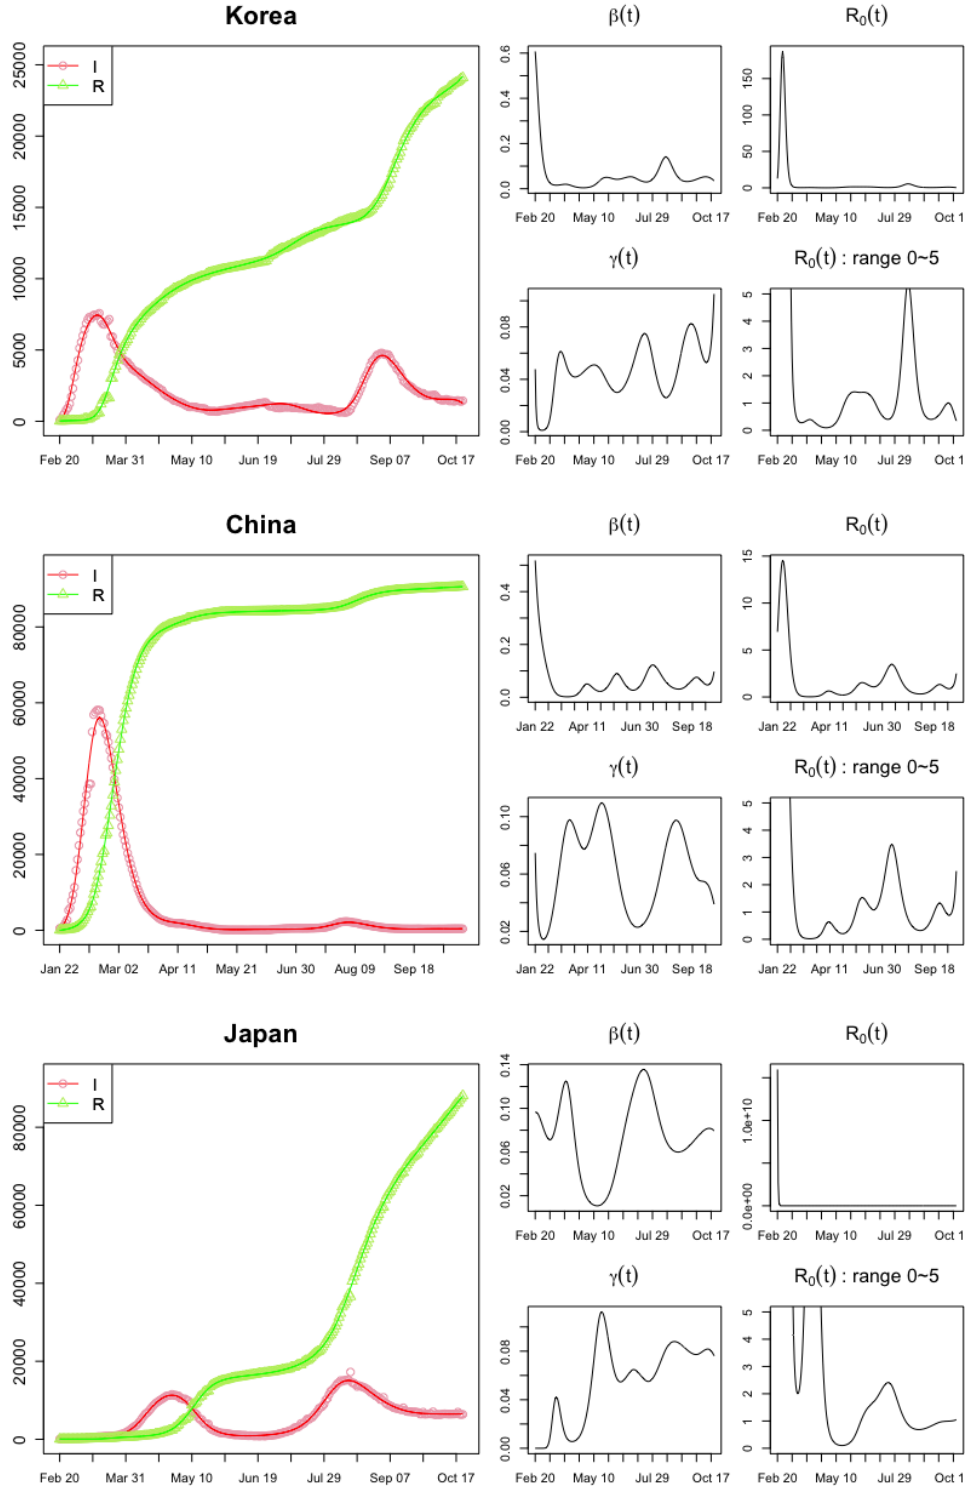 Korea
I
R
0 5000 10000 15000 20000 25000
Feb 20 Mar 31 May 10 Jun 19 Jul 29 Sep 07 Oct 17
β(t)
0.0 0.2 0.4 0.6
Feb 20 May 10 Jul 29 Oct 17
R₀(t)
0 50 100 150
Feb 20 May 10 Jul 29 Oct 1
γ(t)
0.00 0.04 0.08
Feb 20 May 10 Jul 29 Oct 17
R₀(t) : range 0~5
0 1 2 3 4 5
Feb 20 May 10 Jul 29 Oct 1
China
I
R
0 20000 40000 60000 80000
Jan 22 Mar 02 Apr 11 May 21 Jun 30 Aug 09 Sep 18
β(t)
0.0 0.2 0.4
Jan 22 Apr 11 Jun 30 Sep 18
R₀(t)
0 5 10 15
Jan 22 Apr 11 Jun 30 Sep 18
γ(t)
0.02 0.06 0.10
Jan 22 Apr 11 Jun 30 Sep 18
R₀(t) : range 0~5
0 1 2 3 4 5
Jan 22 Apr 11 Jun 30 Sep 18
Japan
I
R
0 20000 40000 60000 80000
Feb 20 Mar 31 May 10 Jun 19 Jul 29 Sep 07 Oct 17
β(t)
0.02 0.06 0.10 0.14
Feb 20 May 10 Jul 29 Oct 17
R₀(t)
0.0e+00 1.0e+10
Feb 20 May 10 Jul 29 Oct 1
γ(t)
0.00 0.04 0.08
Feb 20 May 10 Jul 29 Oct 17
R₀(t) : range 0~5
0 1 2 3 4 5
Feb 20 May 10 Jul 29 Oct 1